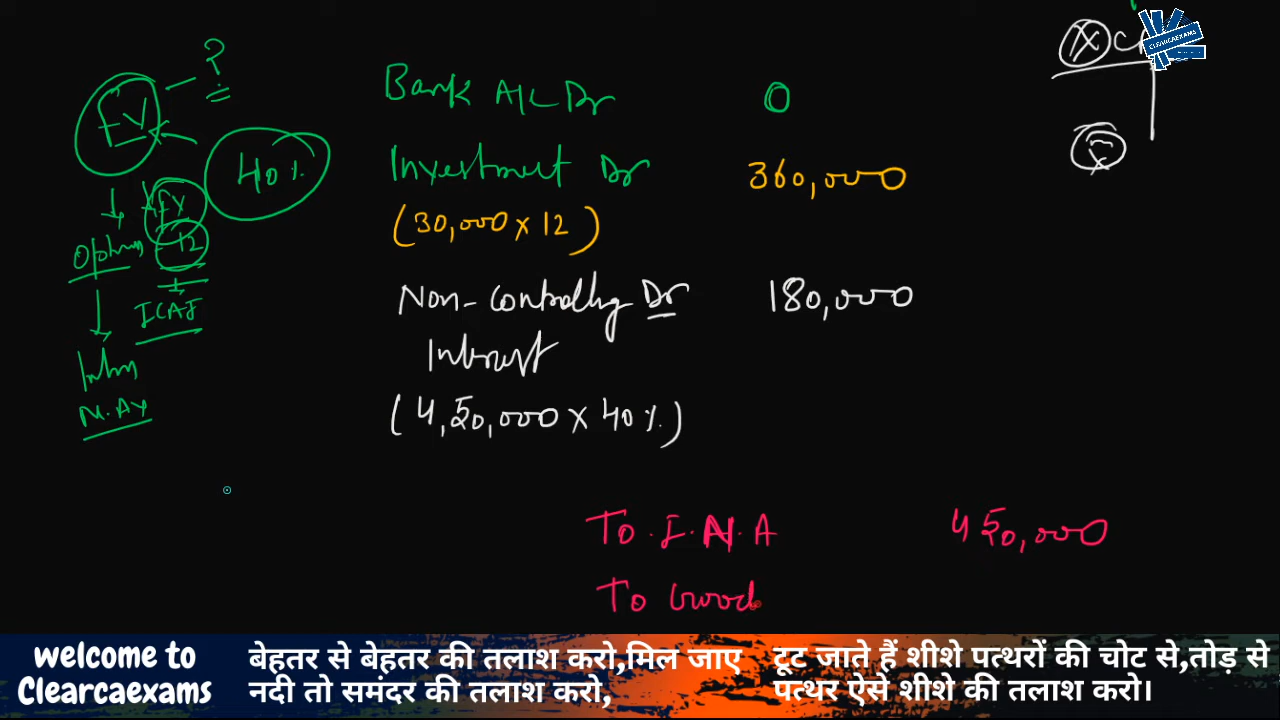 ?
FV
40%
FV
12
Option
ICAI
N.Ax
Bank A/c Dr 0
Investment Dr 360,000
(30,000 x 12)
Non-Controlling Dr 180,000
Interest
(4,50,000 x 40%)
To I.N.A 450,000
To Good
X
CLEARCAEXAMS
welcome to
Clearcaexams
बेहतर से बेहतर की तलाश करो,मिल जाए
नदी तो समंदर की तलाश करो,
टूट जाते हैं शीशे पत्थरों की चोट से,तोड़ से
पत्थर ऐसे शीशे की तलाश करो।